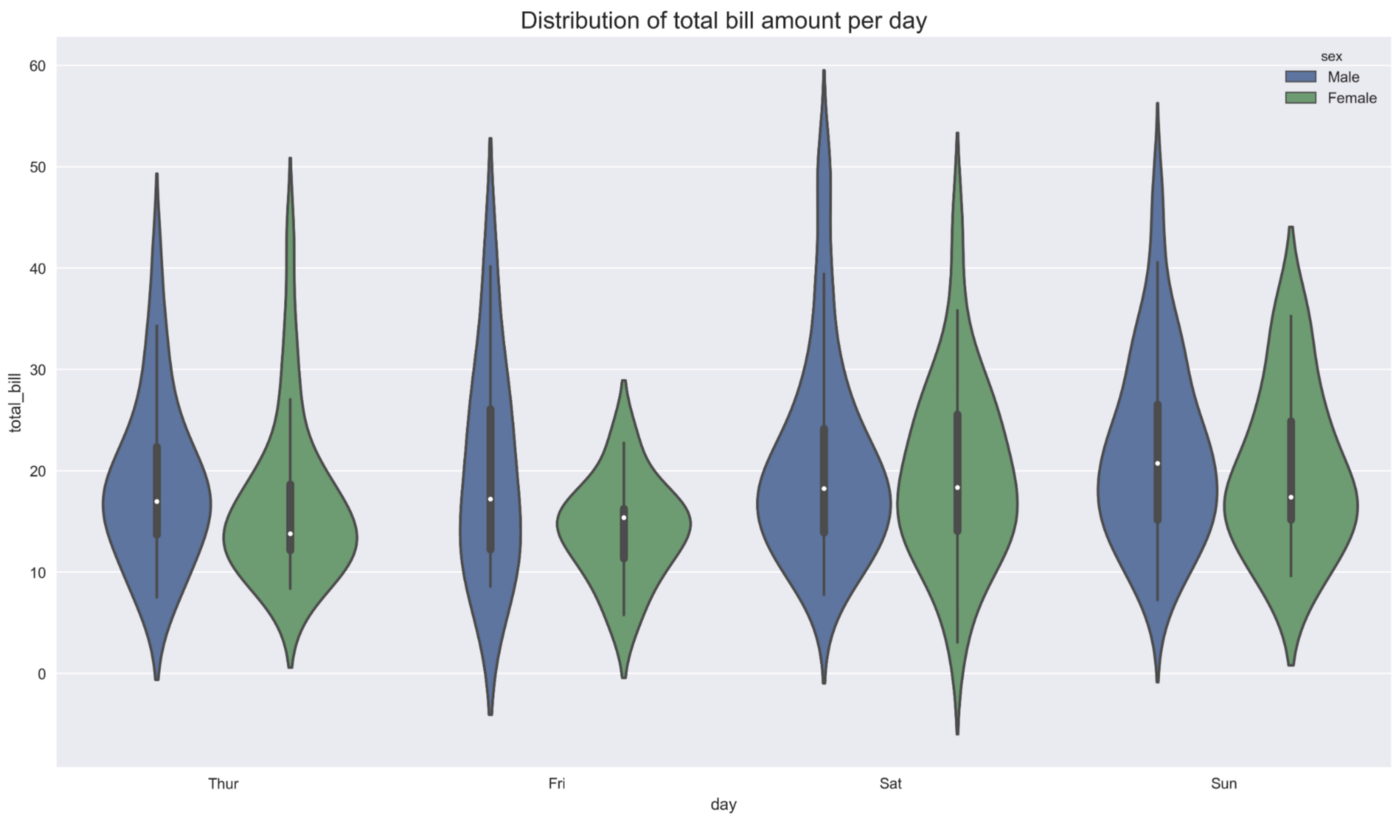 Distribution of total bill amount per day
sex
Male
Female
60
50
40
30
20
10
0
total_bill
Thur Fri Sat Sun
day